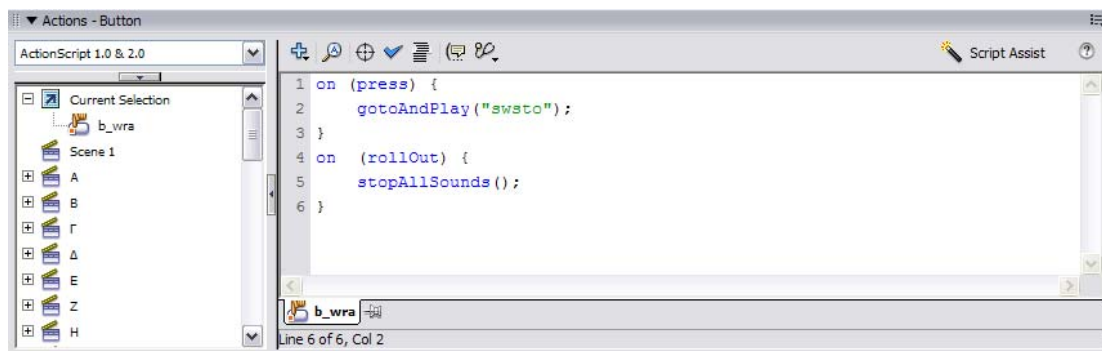 Actions - Button
ActionScript 1.0 & 2.0
Script Assist
Current Selection
b_wra
Scene 1
Α
Β
Γ
Δ
Ε
Ζ
Η
1 on (press) {
2 gotoAndPlay("swsto");
3 }
4 on  (rollOut) {
5 stopAllSounds();
6 }
b_wra
Line 6 of 6, Col 2